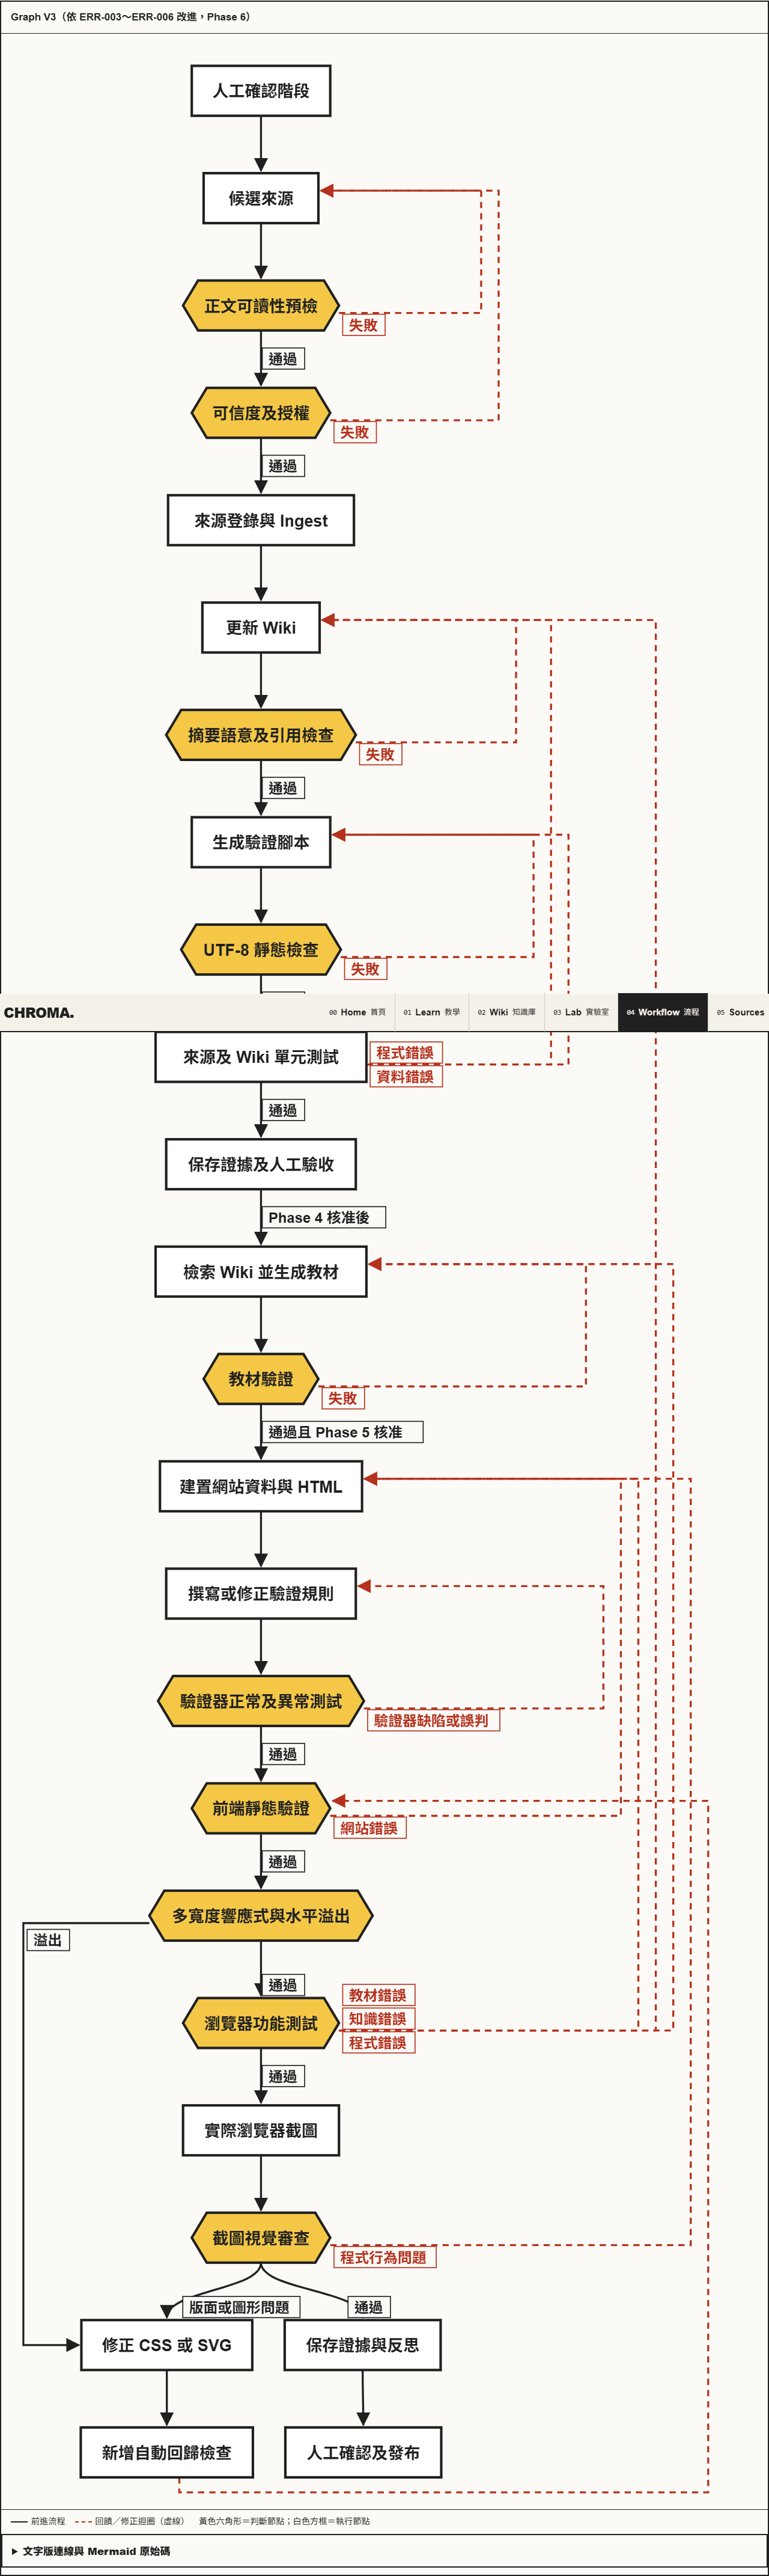 Graph V3（依 ERR-003～ERR-006 改進，Phase 6）
人工確認階段
候選來源
正文可讀性預檢
失敗
通過
可信度及授權
失敗
通過
來源登錄與 Ingest
更新 Wiki
摘要語意及引用檢查
失敗
通過
生成驗證腳本
UTF-8 靜態檢查
失敗
CHROMA.
00 Home 首頁
01 Learn 教學
02 Wiki 知識庫
03 Lab 實驗室
04 Workflow 流程
05 Sources
來源及 Wiki 單元測試
程式錯誤
資料錯誤
通過
保存證據及人工驗收
Phase 4 核准後
檢索 Wiki 並生成教材
教材驗證
失敗
通過且 Phase 5 核准
建置網站資料與 HTML
撰寫或修正驗證規則
驗證器正常及異常測試
驗證器缺陷或誤判
通過
前端靜態驗證
網站錯誤
通過
多寬度響應式與水平溢出
溢出
通過
教材錯誤
瀏覽器功能測試
知識錯誤
程式錯誤
通過
實際瀏覽器截圖
截圖視覺審查
程式行為問題
版面或圖形問題
通過
修正 CSS 或 SVG
保存證據與反思
新增自動回歸檢查
人工確認及發布
前進流程
回饋／修正迴圈（虛線）
黃色六角形＝判斷節點；白色方框＝執行節點
▶ 文字版連線與 Mermaid 原始碼